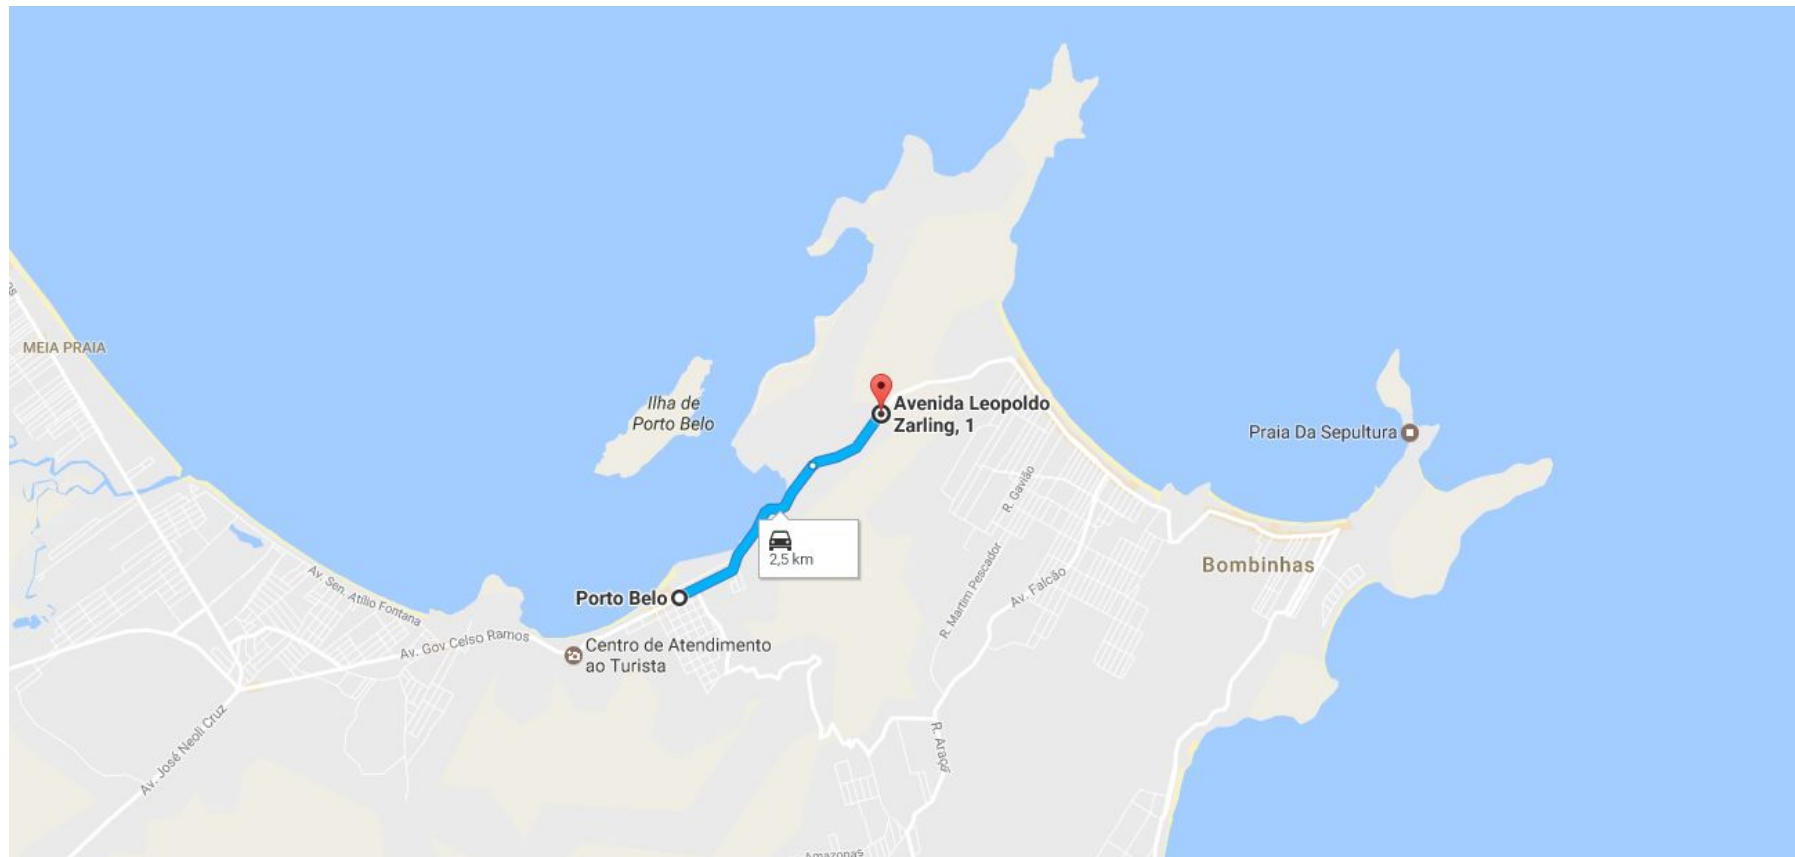 MEIA PRAIA
Ilha de
Porto Belo
Avenida Leopoldo
Zarling, 1
Praia Da Sepultura
R. Gavião
2,5 km
Bombinhas
Porto Belo
Av. Sen. Atílio Fontana
R. Martim Pescador
Av. Falcão
Av. Gov Celso Ramos
Centro de Atendimento
ao Turista
Av. José Neoli Cruz
R. Araçá